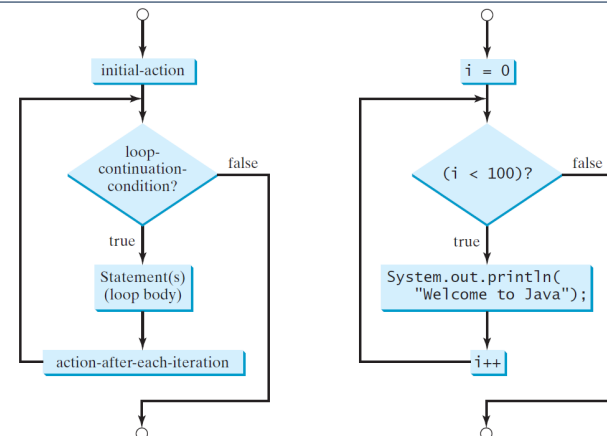 initial-action
loop-
continuation-
condition?
false
true
Statement(s)
(loop body)
action-after-each-iteration
i = 0
(i < 100)?
false
true
System.out.println(
"Welcome to Java");
i++